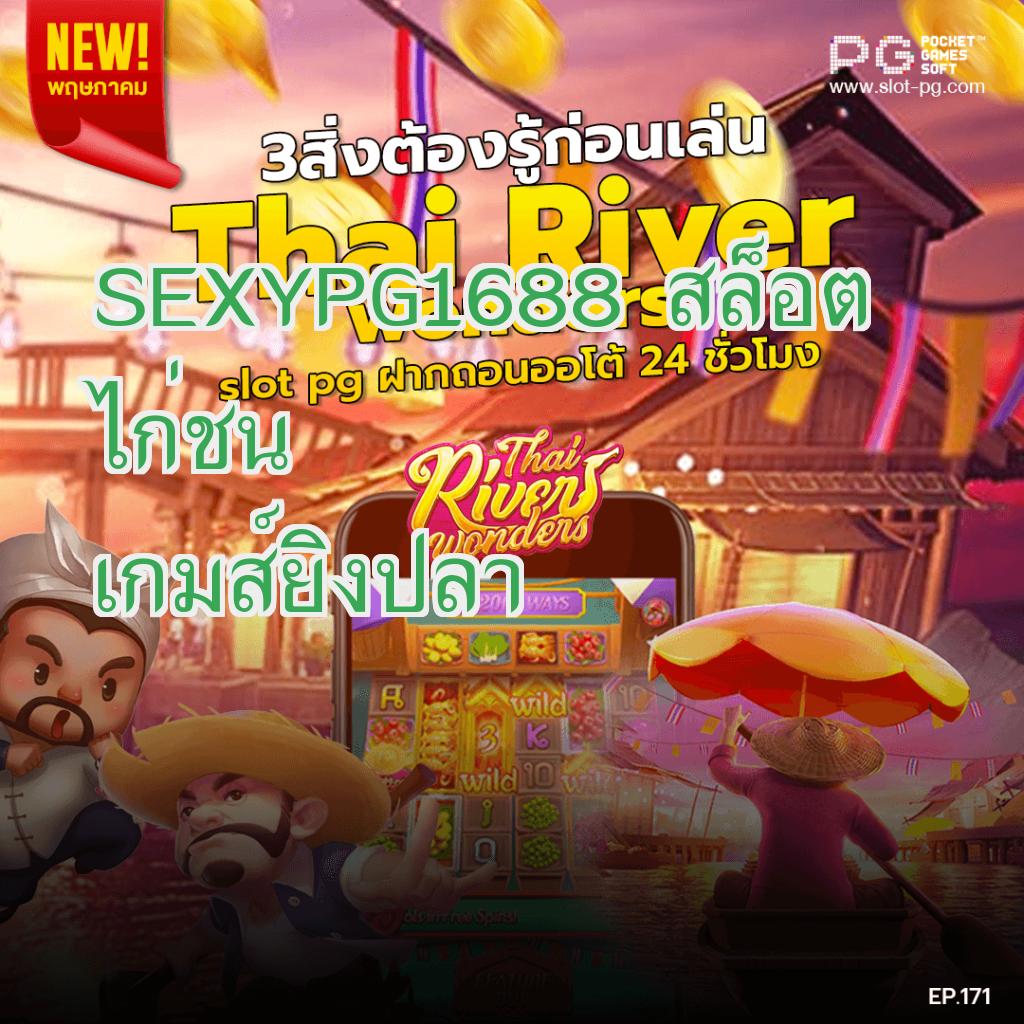 NEW!
พฤษภาคม
PG POCKET GAMES SOFT™
www.slot-pg.com
3สิ่งต้องรู้ก่อนเล่น
Thai River
wonders
SEXYPG1688 สล็อต
slot pg ฝากถอนออโต้ 24 ชั่วโมง
ไก่ชน
Thai
River
wonders
เกมส์ยิงปลา
WAYS
A
wild
10
3
K
wild
10
wild
J
Q
EP.171